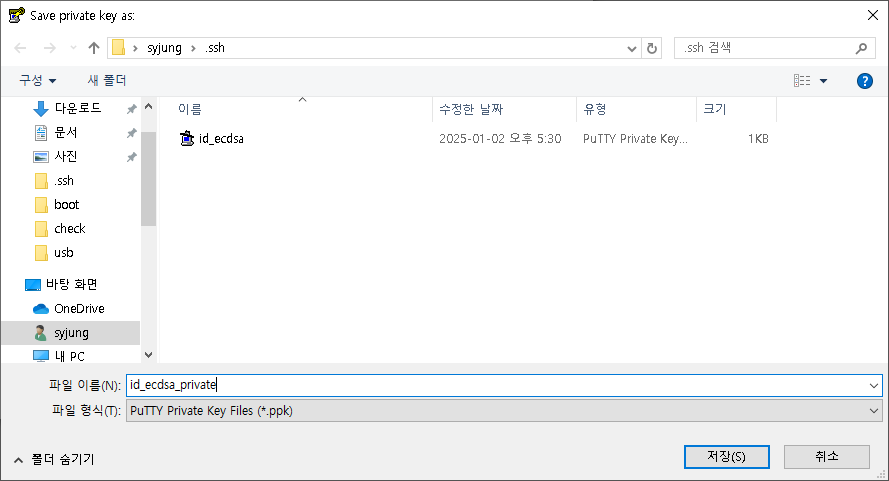 Save private key as:
syjung > .ssh
.ssh 검색
구성
새 폴더
?
이름
수정한 날짜
유형
크기
다운로드
문서
사진
.ssh
boot
check
usb
바탕 화면
OneDrive
syjung
내 PC
id_ecdsa
2025-01-02 오후 5:30
PuTTY Private Key...
1KB
파일 이름(N):
id_ecdsa_private
파일 형식(T):
PuTTY Private Key Files (*.ppk)
폴더 숨기기
저장(S)
취소